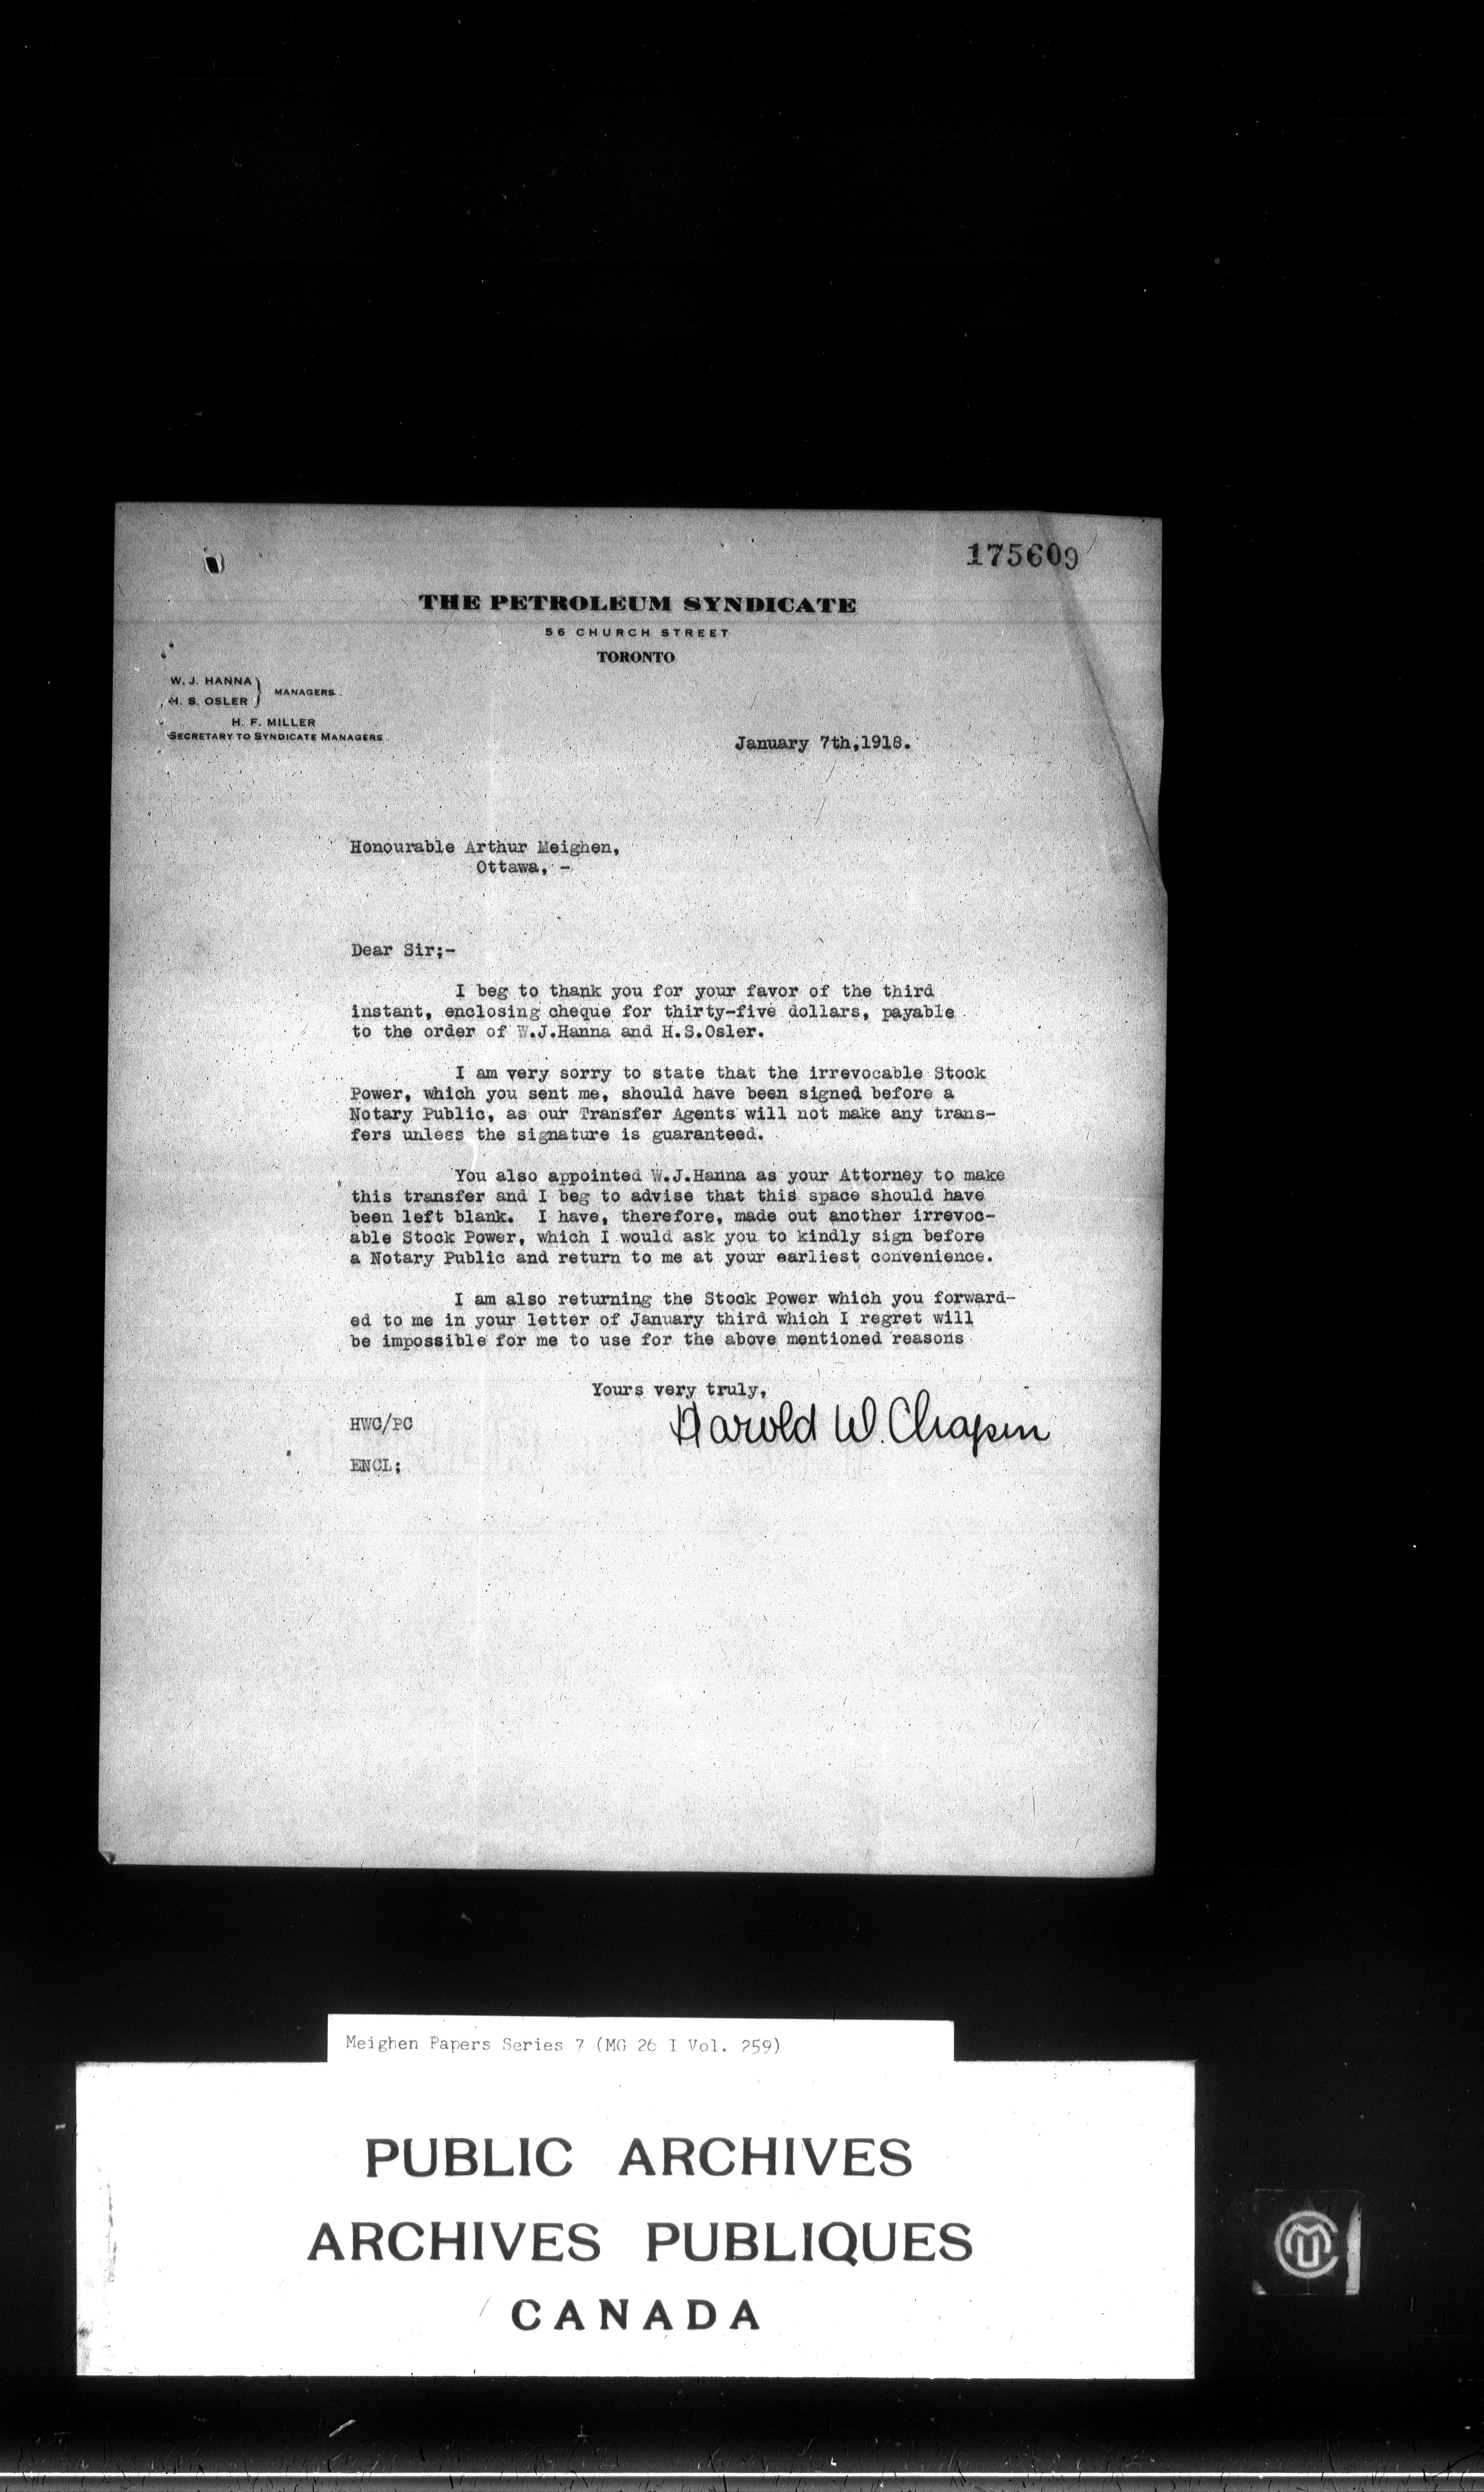 175609
THE PETROLEUM SYNDICATE
56 CHURCH STREET
TORONTO
W. J. HANNA
H. S. OSLER
MANAGERS.
H. F. MILLER
SECRETARY TO SYNDICATE MANAGERS.
January 7th,1918.
Honourable Arthur Meighen,
Ottawa, -
Dear Sir;-
I beg to thank you for your favor of the third
instant, enclosing cheque for thirty-five dollars, payable
to the order of W.J.Hanna and H.S.Osler.
I am very sorry to state that the irrevocable Stock
Power, which you sent me, should have been signed before a
Notary Public, as our Transfer Agents will not make any trans-
fers unless the signature is guaranteed.
You also appointed W.J.Hanna as your Attorney to make
this transfer and I beg to advise that this space should have
been left blank. I have, therefore, made out another irrevoc-
able Stock Power, which I would ask you to kindly sign before
a Notary Public and return to me at your earliest convenience.
I am also returning the Stock Power which you forward-
ed to me in your letter of January third which I regret will
be impossible for me to use for the above mentioned reasons
Yours very truly,
Harold W. Chapin
HWC/PC
ENCL;
Meighen Papers Series 7 (MG 26 I Vol. 259)
PUBLIC ARCHIVES
ARCHIVES PUBLIQUES
CANADA